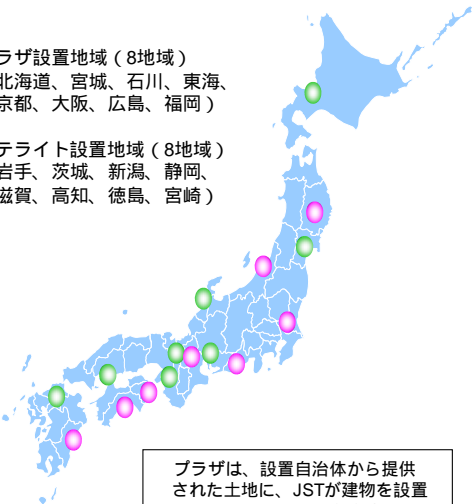 ラザ設置地域（8地域）
北海道、宮城、石川、東海、
京都、大阪、広島、福岡）
テライト設置地域（8地域）
岩手、茨城、新潟、静岡、
滋賀、高知、徳島、宮崎）
プラザは、設置自治体から提供
された土地に、JSTが建物を設置